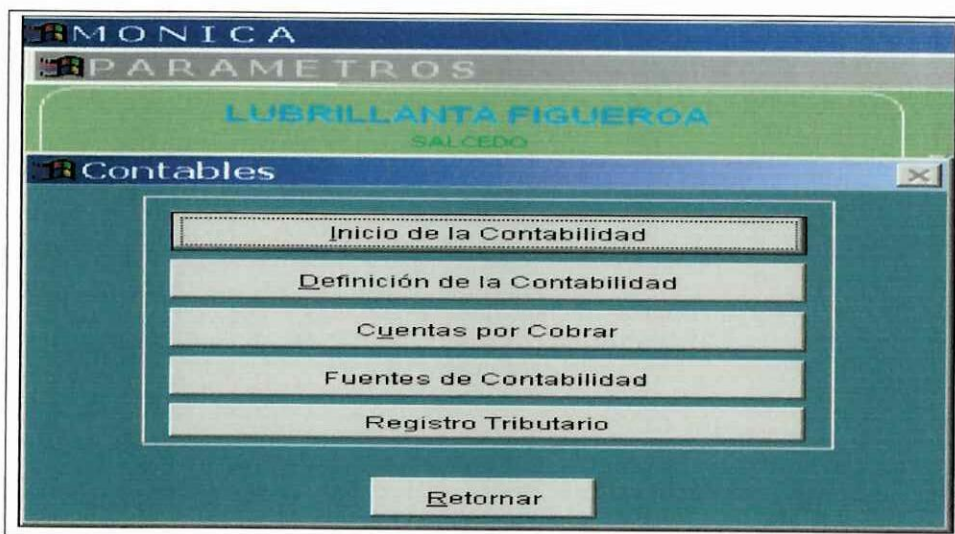 MONICA
PARAMETROS
LUBRILLANTA FIGUEROA
SALCEDO
Contables
Inicio de la Contabilidad
Definición de la Contabilidad
Cuentas por Cobrar
Fuentes de Contabilidad
Registro Tributario
Retornar